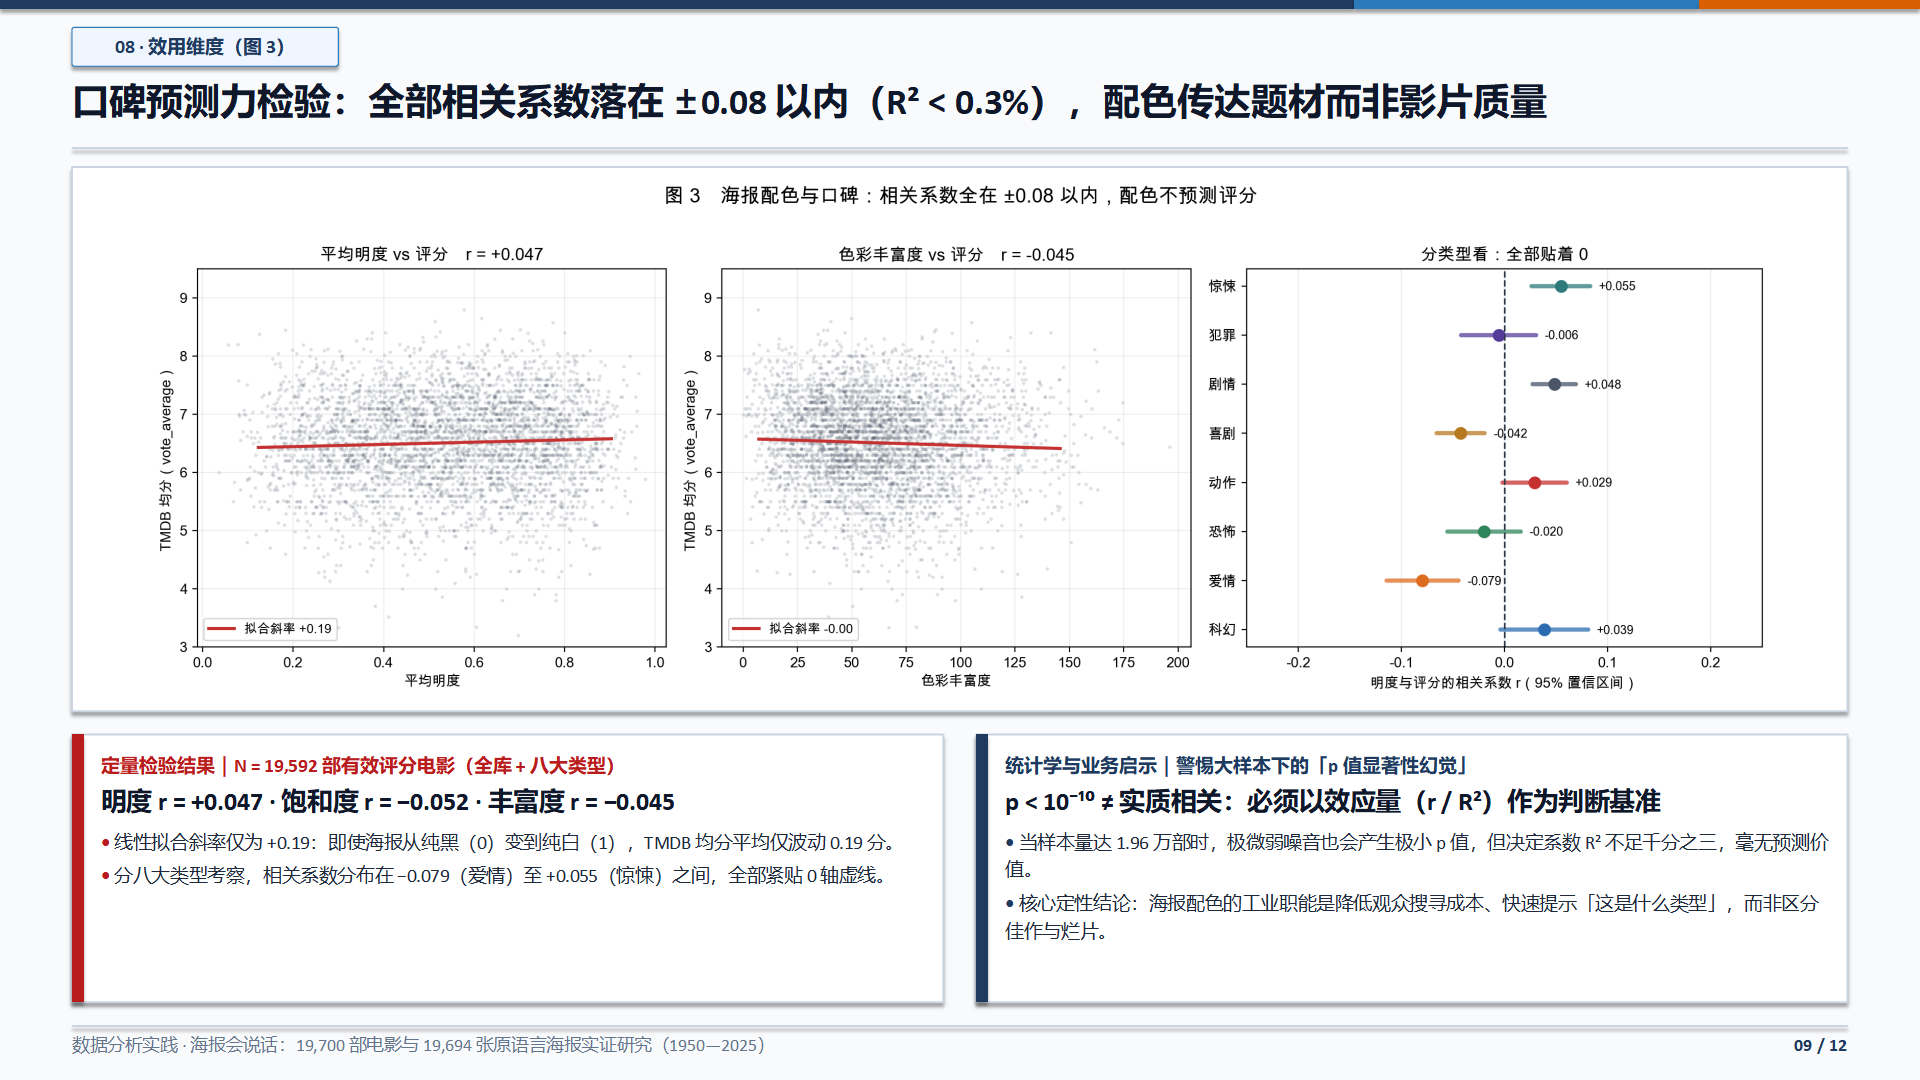 08 · 效用维度（图 3）
口碑预测力检验：全部相关系数落在 ±0.08 以内（R² < 0.3%），配色传达题材而非影片质量
图 3　海报配色与口碑：相关系数全在 ±0.08 以内，配色不预测评分
平均明度 vs 评分　r = +0.047
TMDB 均分（vote_average）
9
8
7
6
5
4
3
拟合斜率 +0.19
0.0 0.2 0.4 0.6 0.8 1.0
平均明度
色彩丰富度 vs 评分　r = -0.045
TMDB 均分（vote_average）
9
8
7
6
5
4
3
拟合斜率 -0.00
0 25 50 75 100 125 150 175 200
色彩丰富度
分类型看：全部贴着 0
惊悚 +0.055
犯罪 -0.006
剧情 +0.048
喜剧 -0.042
动作 +0.029
恐怖 -0.020
爱情 -0.079
科幻 +0.039
-0.2 -0.1 0.0 0.1 0.2
明度与评分的相关系数 r（95% 置信区间）
定量检验结果｜N = 19,592 部有效评分电影（全库 + 八大类型）
明度 r = +0.047 · 饱和度 r = −0.052 · 丰富度 r = −0.045
• 线性拟合斜率仅为 +0.19：即使海报从纯黑（0）变到纯白（1），TMDB 均分平均仅波动 0.19 分。
• 分八大类型考察，相关系数分布在 −0.079（爱情）至 +0.055（惊悚）之间，全部紧贴 0 轴虚线。
统计学与业务启示｜警惕大样本下的「p 值显著性幻觉」
p < 10⁻¹⁰ ≠ 实质相关：必须以效应量（r / R²）作为判断基准
• 当样本量达 1.96 万部时，极微弱噪音也会产生极小 p 值，但决定系数 R² 不足千分之三，毫无预测价
值。
• 核心定性结论：海报配色的工业职能是降低观众搜寻成本、快速提示「这是什么类型」，而非区分
佳作与烂片。
数据分析实践 · 海报会说话：19,700 部电影与 19,694 张原语言海报实证研究（1950—2025）
09 / 12